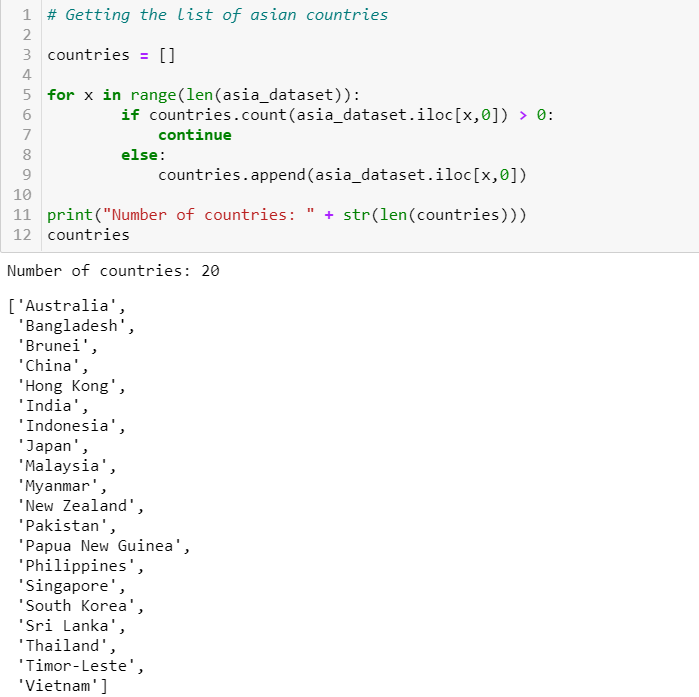 1 # Getting the list of asian countries
2
3 countries = []
4
5 for x in range(len(asia_dataset)):
6         if countries.count(asia_dataset.iloc[x,0]) > 0:
7             continue
8         else:
9             countries.append(asia_dataset.iloc[x,0])
10
11 print("Number of countries: " + str(len(countries)))
12 countries
Number of countries: 20
['Australia',
 'Bangladesh',
 'Brunei',
 'China',
 'Hong Kong',
 'India',
 'Indonesia',
 'Japan',
 'Malaysia',
 'Myanmar',
 'New Zealand',
 'Pakistan',
 'Papua New Guinea',
 'Philippines',
 'Singapore',
 'South Korea',
 'Sri Lanka',
 'Thailand',
 'Timor-Leste',
 'Vietnam']